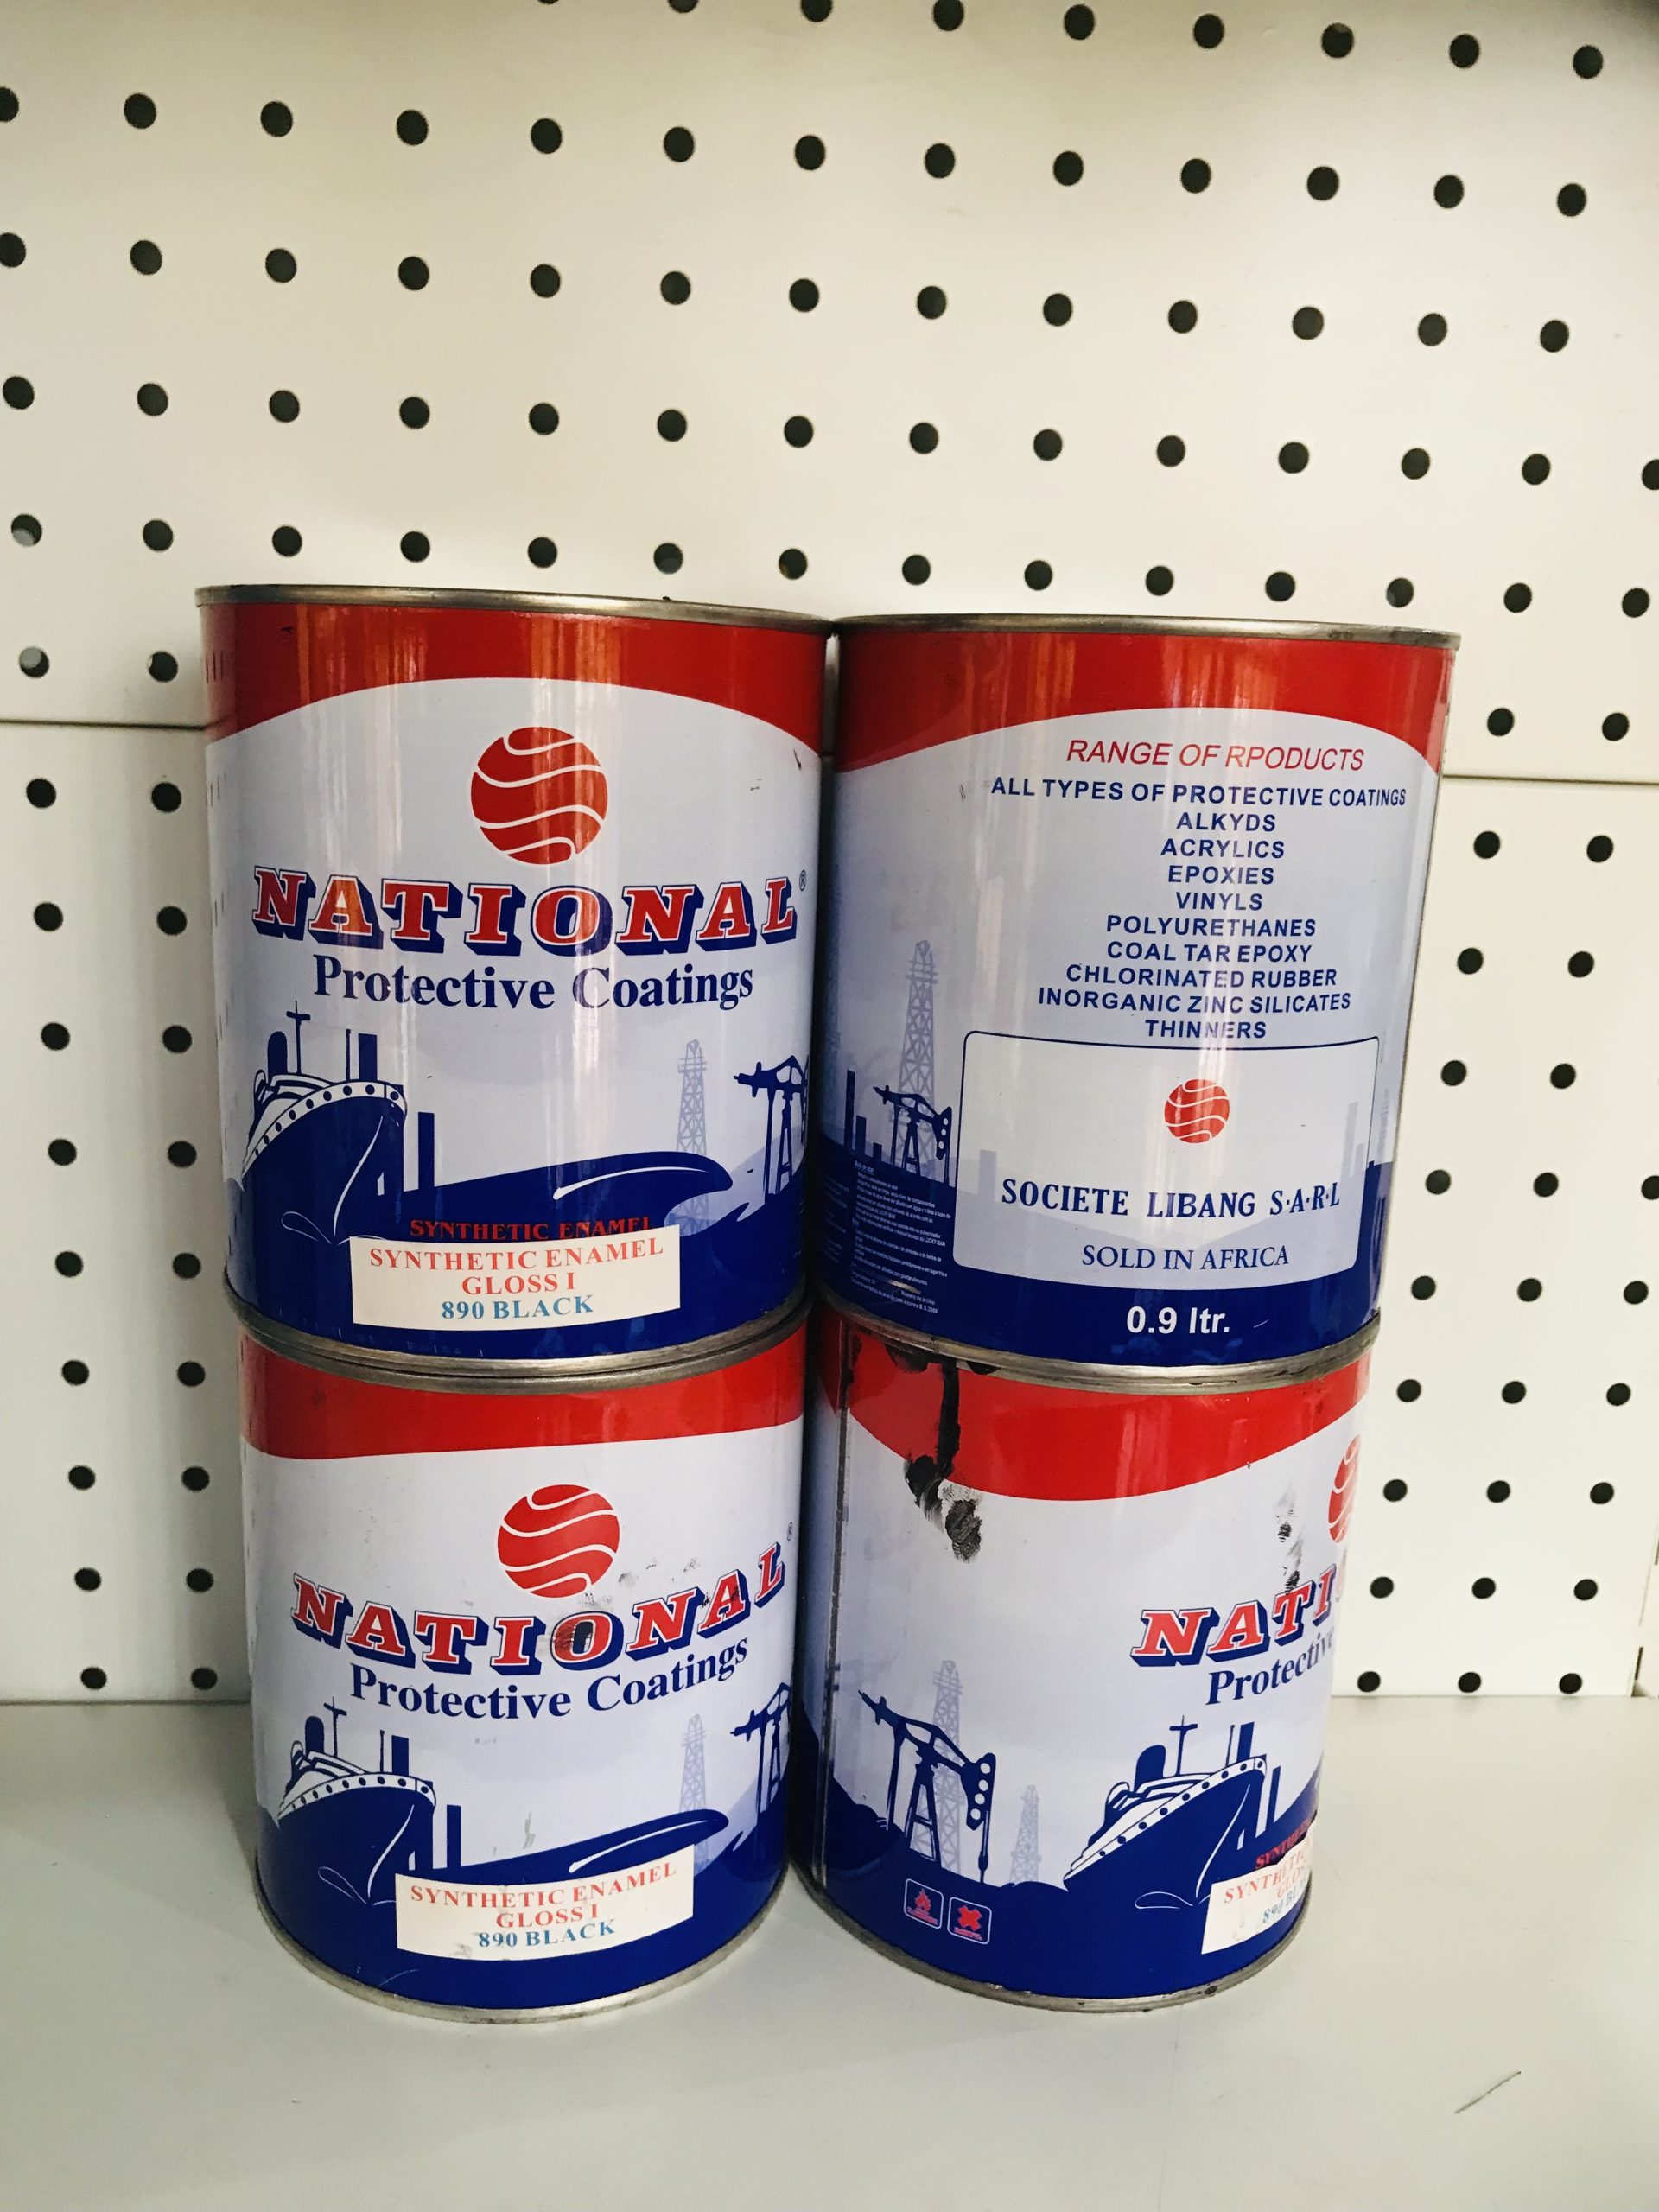 NATIONAL®
Protective Coatings
SYNTHETIC ENAMEL
SYNTHETIC ENAMEL
GLOSS I
890 BLACK
RANGE OF RPODUCTS
ALL TYPES OF PROTECTIVE COATINGS
ALKYDS
ACRYLICS
EPOXIES
VINYLS
POLYURETHANES
COAL TAR EPOXY
CHLORINATED RUBBER
INORGANIC ZINC SILICATES
THINNERS
SOCIETE LIBANG S·A·R·L
SOLD IN AFRICA
0.9 ltr.
NATIONAL®
Protective Coatings
SYNTHETIC ENAMEL
GLOSS I
890 BLACK
NATI
Protectiv